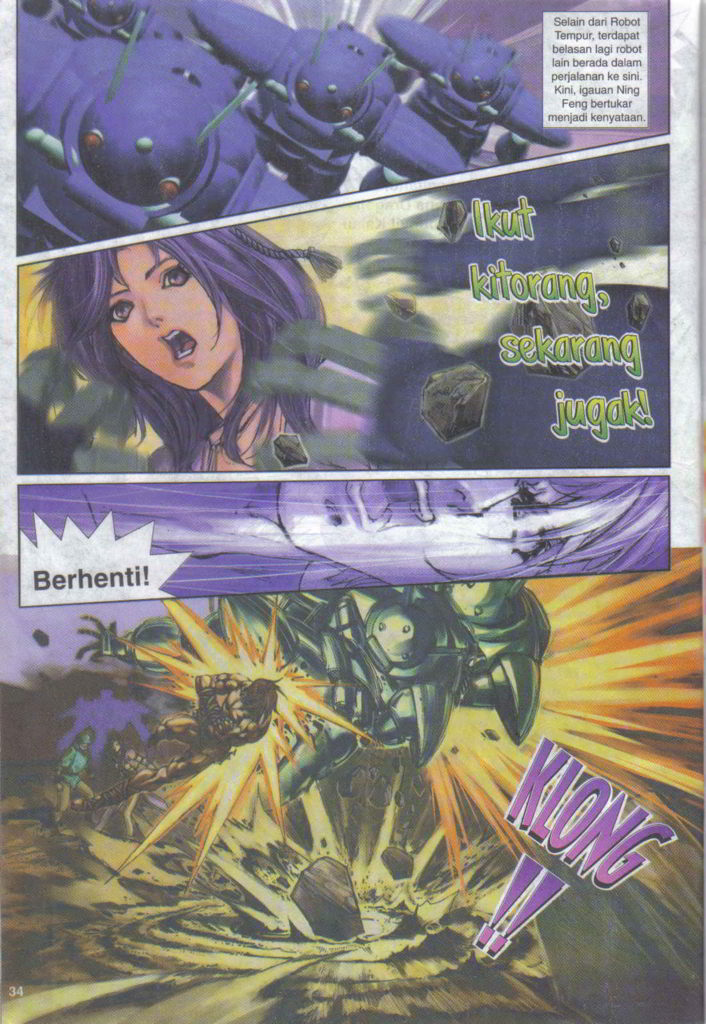 Selain dari Robot
Tempur, terdapat
belasan lagi robot
lain berada dalam
perjalanan ke sini.
Kini, igauan Ning
Feng bertukar
menjadi kenyataan.
Ikut
kitorang,
sekarang
jugak!
Berhenti!
KLONG
!!
34